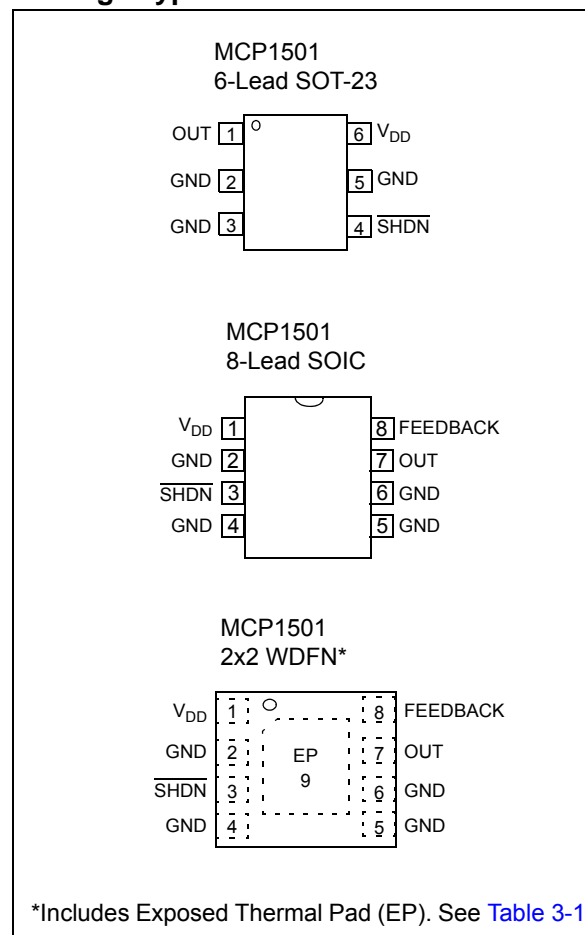 MCP1501
6-Lead SOT-23
OUT 1 6 VDD
GND 2 5 GND
GND 3 4 SHDN
MCP1501
8-Lead SOIC
VDD 1 8 FEEDBACK
GND 2 7 OUT
SHDN 3 6 GND
GND 4 5 GND
MCP1501
2x2 WDFN*
VDD 1 8 FEEDBACK
GND 2 EP 7 OUT
SHDN 3 9 6 GND
GND 4 5 GND
*Includes Exposed Thermal Pad (EP). See Table 3-1